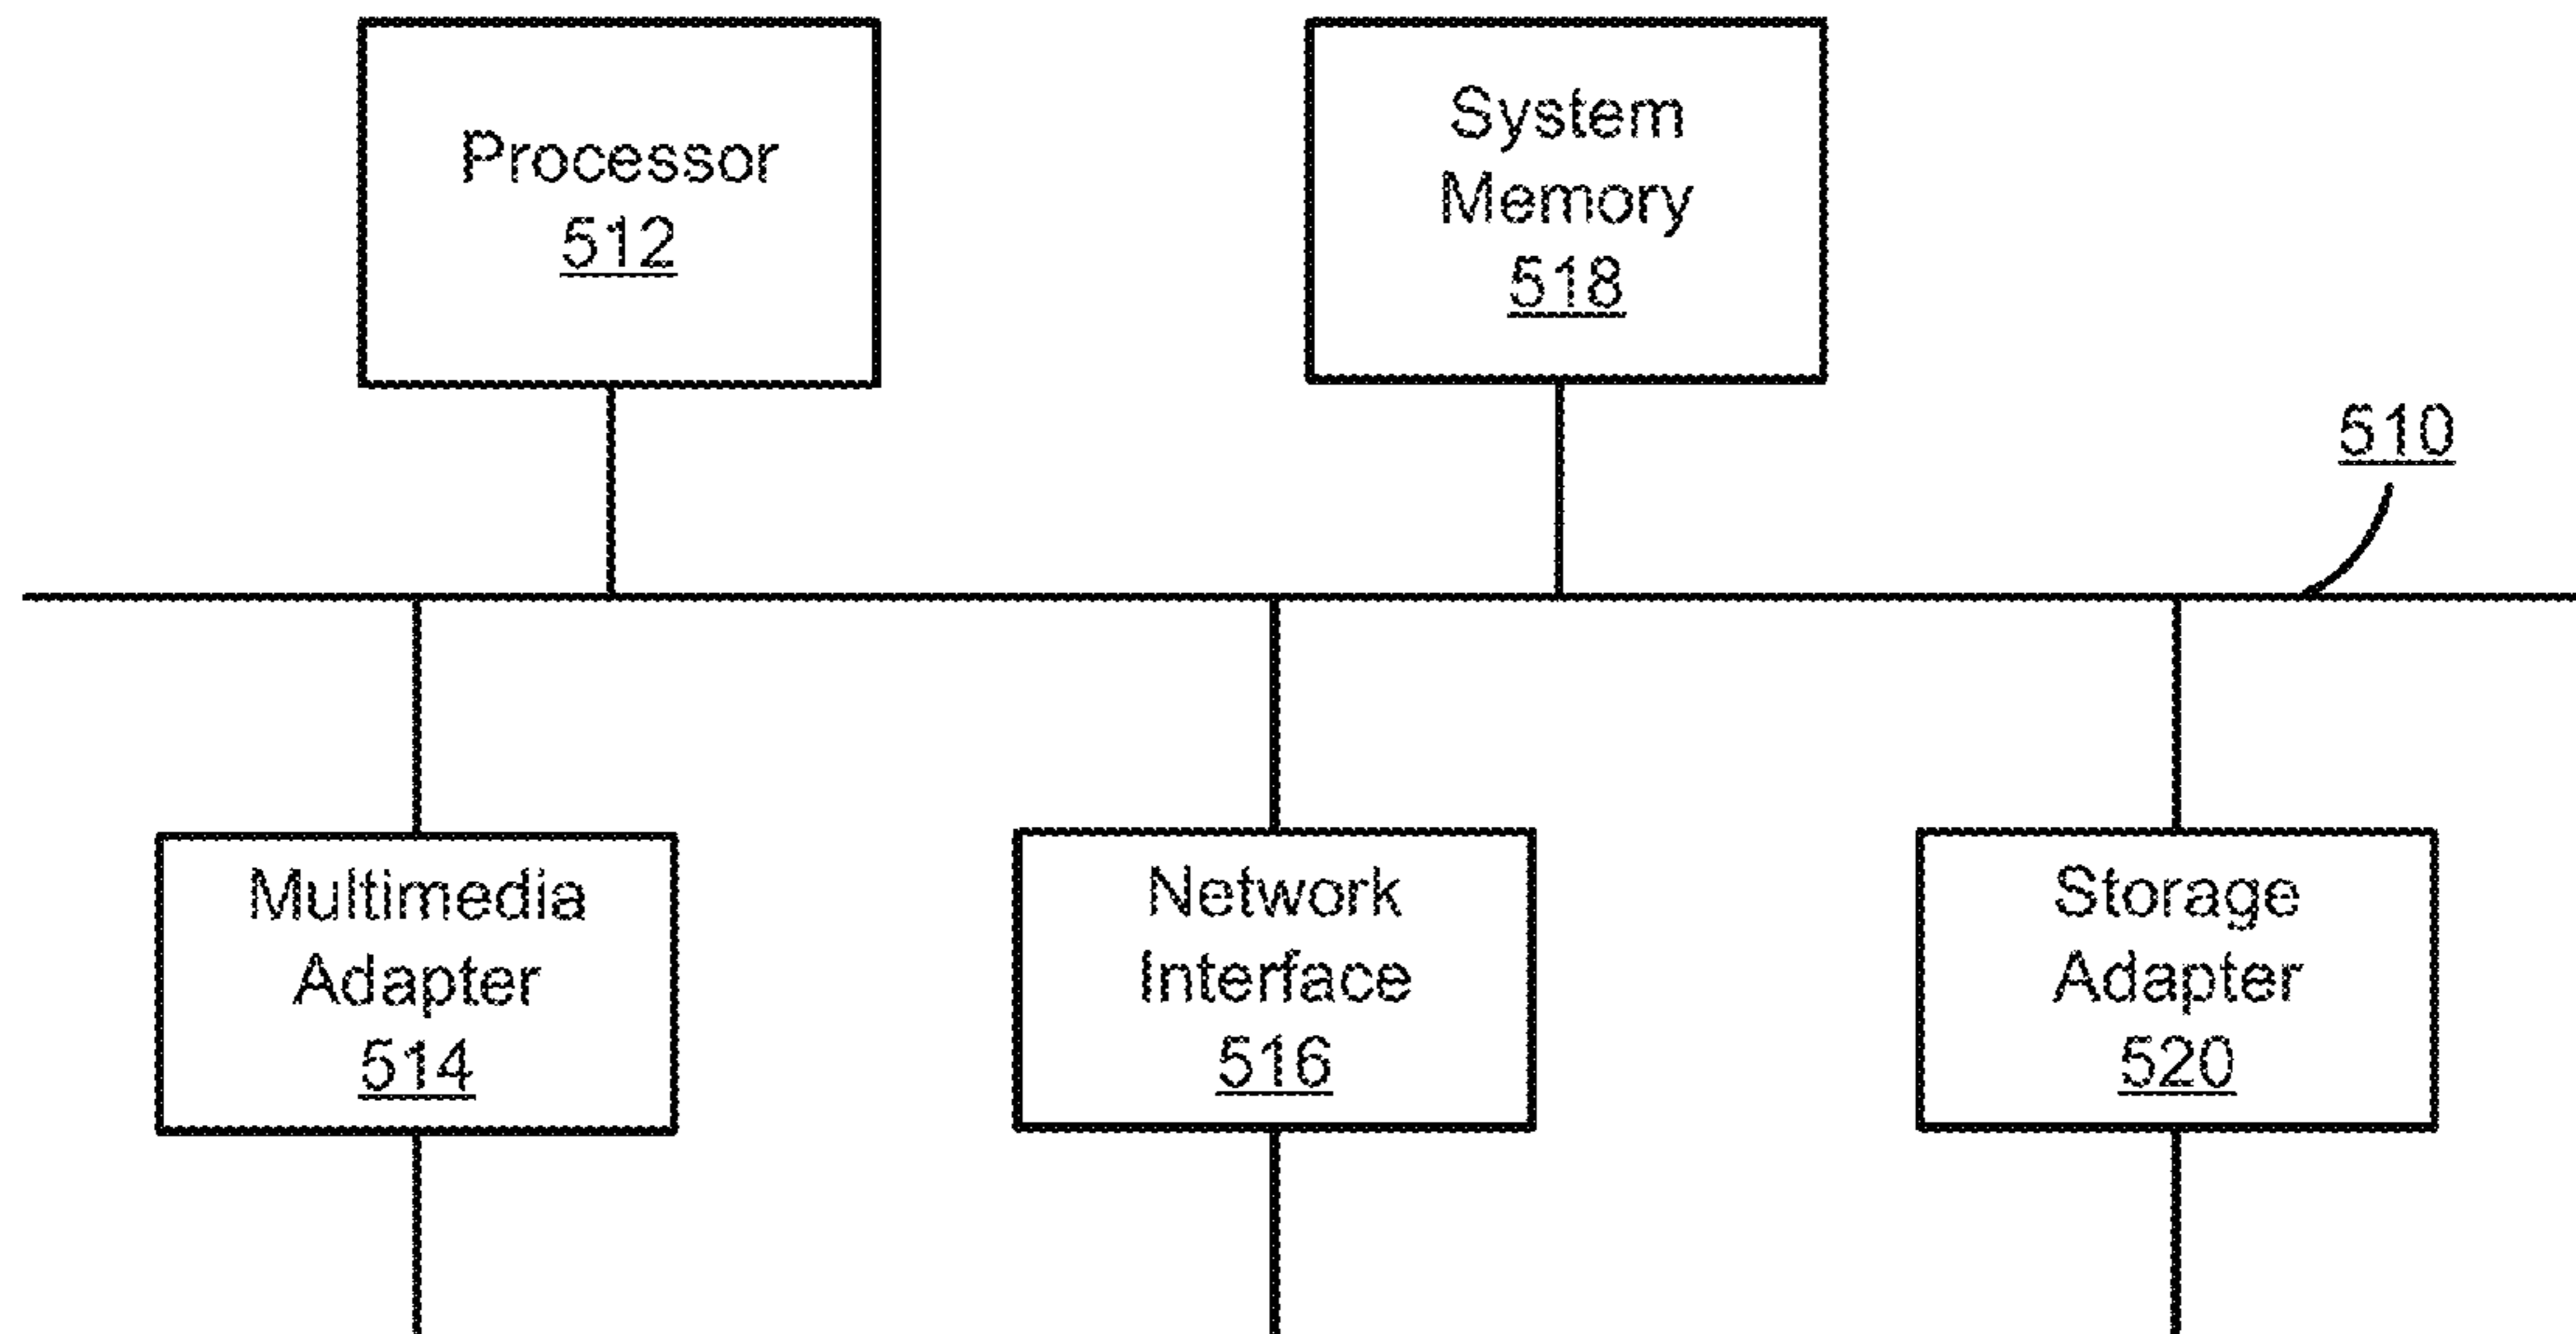 Processor
512
System
Memory
518
510
Multimedia
Adapter
514
Network
Interface
516
Storage
Adapter
520